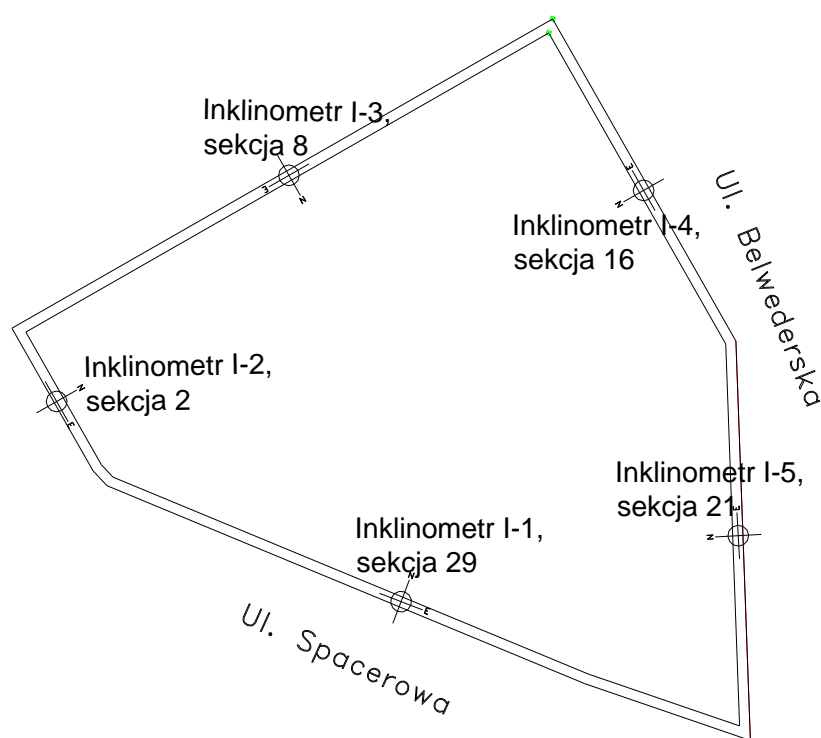 Inklinometr I-3,
sekcja 8
E
N
E
N
Inklinometr I-4,
sekcja 16
Ul. Belwederska
Inklinometr I-2,
sekcja 2
N
E
Inklinometr I-5,
sekcja 21
E
N
Inklinometr I-1,
sekcja 29
N
E
Ul. Spacerowa